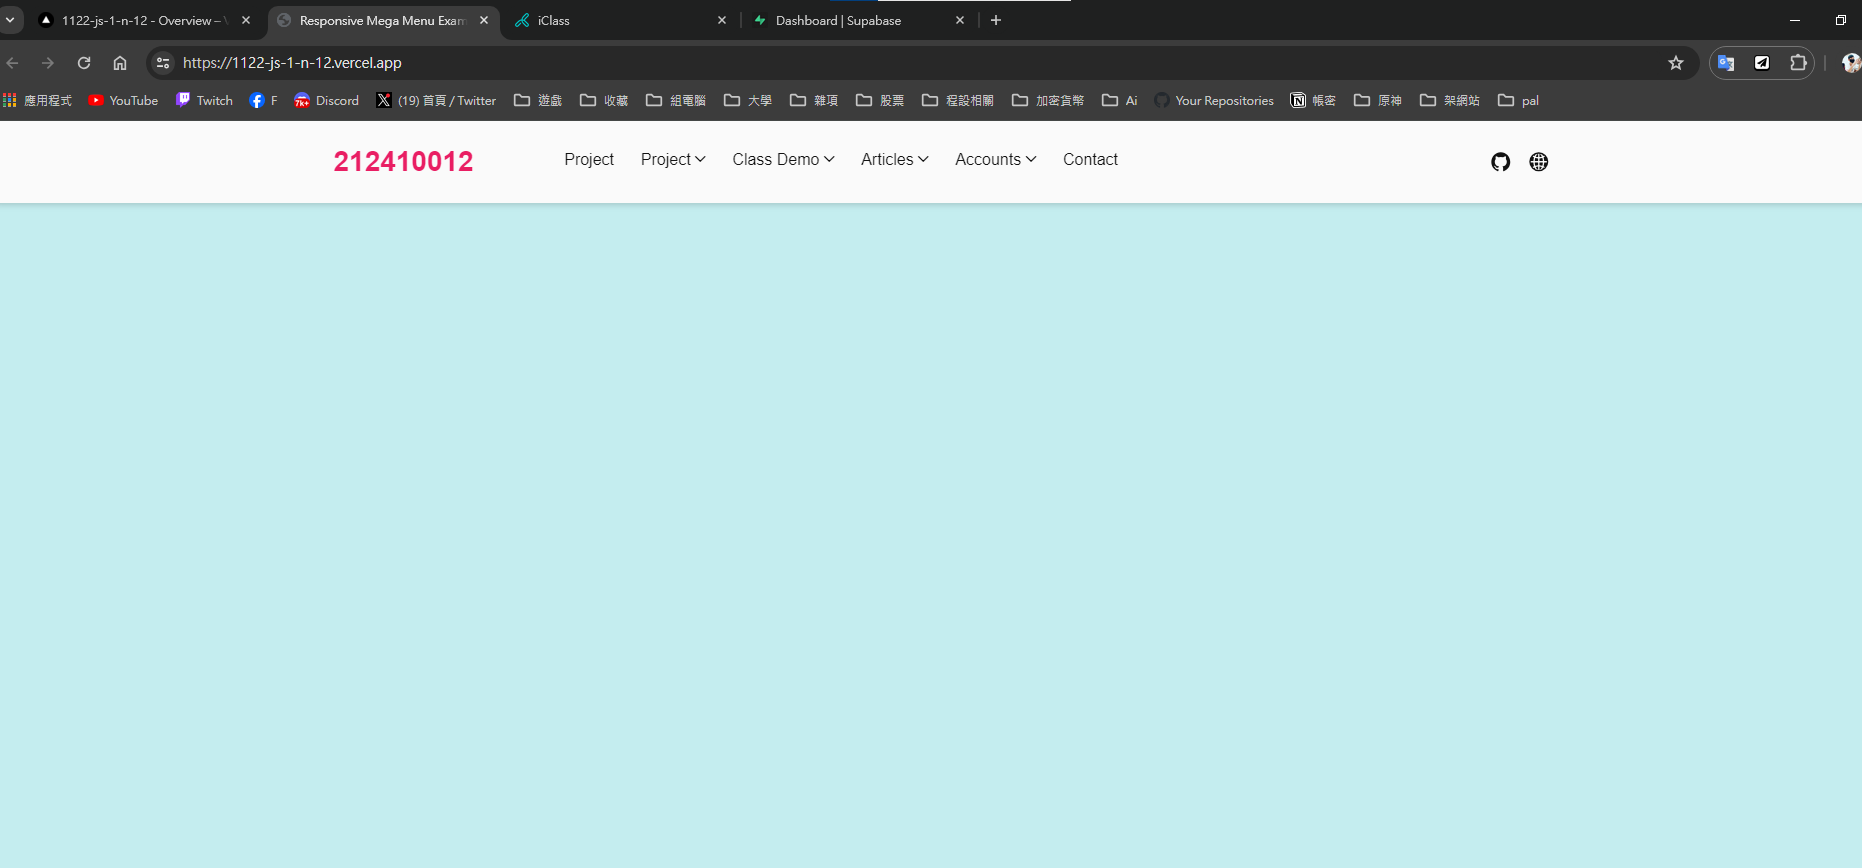 1122-js-1-n-12 - Overview –
Responsive Mega Menu Exam
iClass
Dashboard | Supabase
https://1122-js-1-n-12.vercel.app
應用程式 YouTube Twitch F 7K+ Discord (19) 首頁 / Twitter 遊戲 收藏 組電腦 大學 雜項 股票 程設相關 加密貨幣 Ai Your Repositories 帳密 原神 架網站 pal
212410012 Project Project Class Demo Articles Accounts Contact